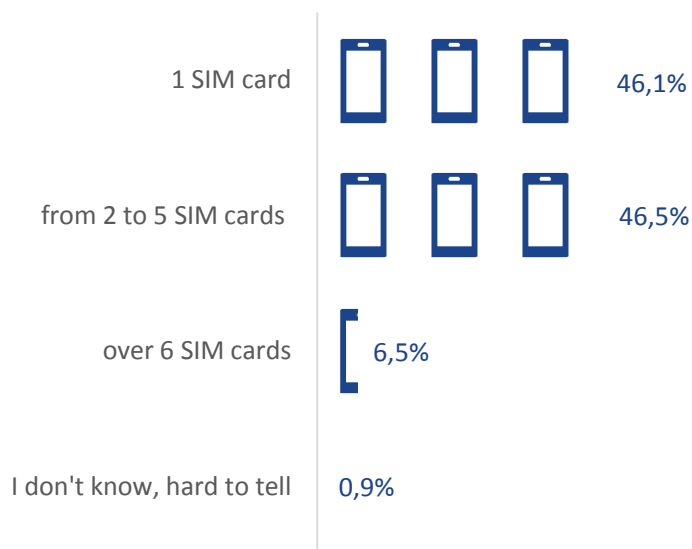 1 SIM card 46,1%
from 2 to 5 SIM cards 46,5%
over 6 SIM cards 6,5%
I don't know, hard to tell 0,9%